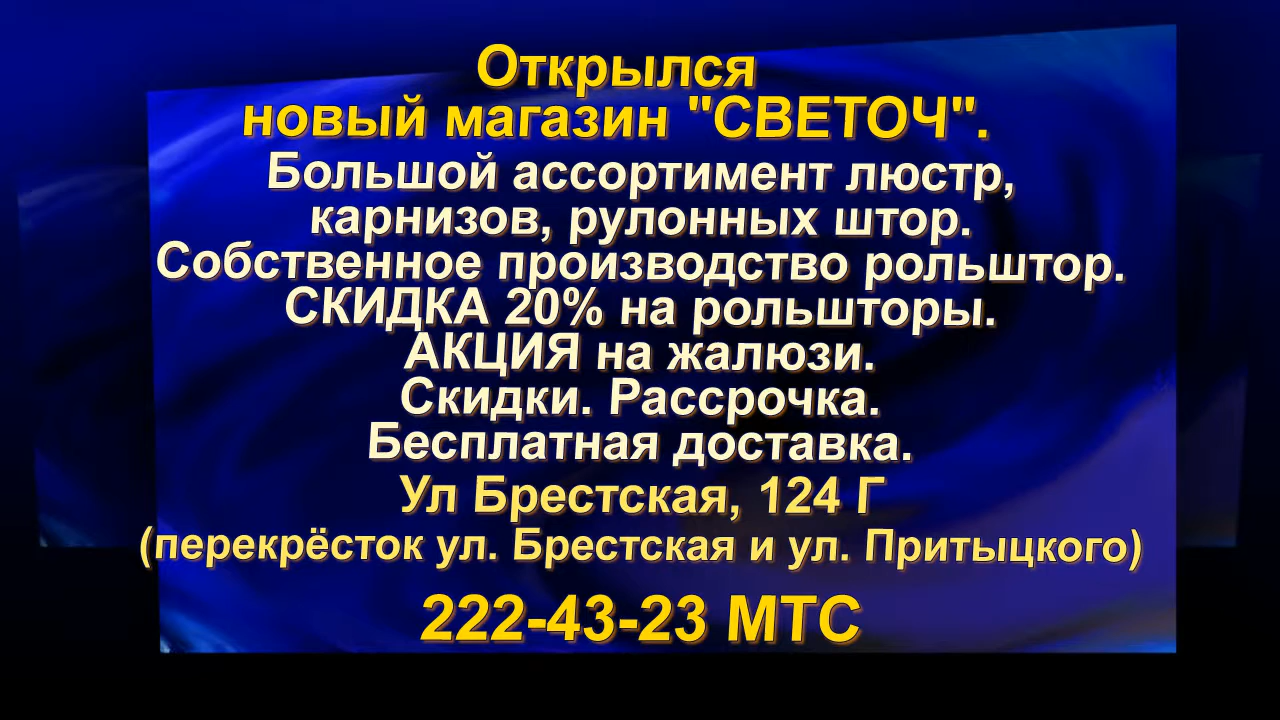 Открылся
новый магазин "СВЕТОЧ".
Большой ассортимент люстр,
карнизов, рулонных штор.
Собственное производство рольштор.
СКИДКА 20% на рольшторы.
АКЦИЯ на жалюзи.
Скидки. Рассрочка.
Бесплатная доставка.
Ул Брестская, 124 Г
(перекрёсток ул. Брестская и ул. Притыцкого)
222-43-23 МТС